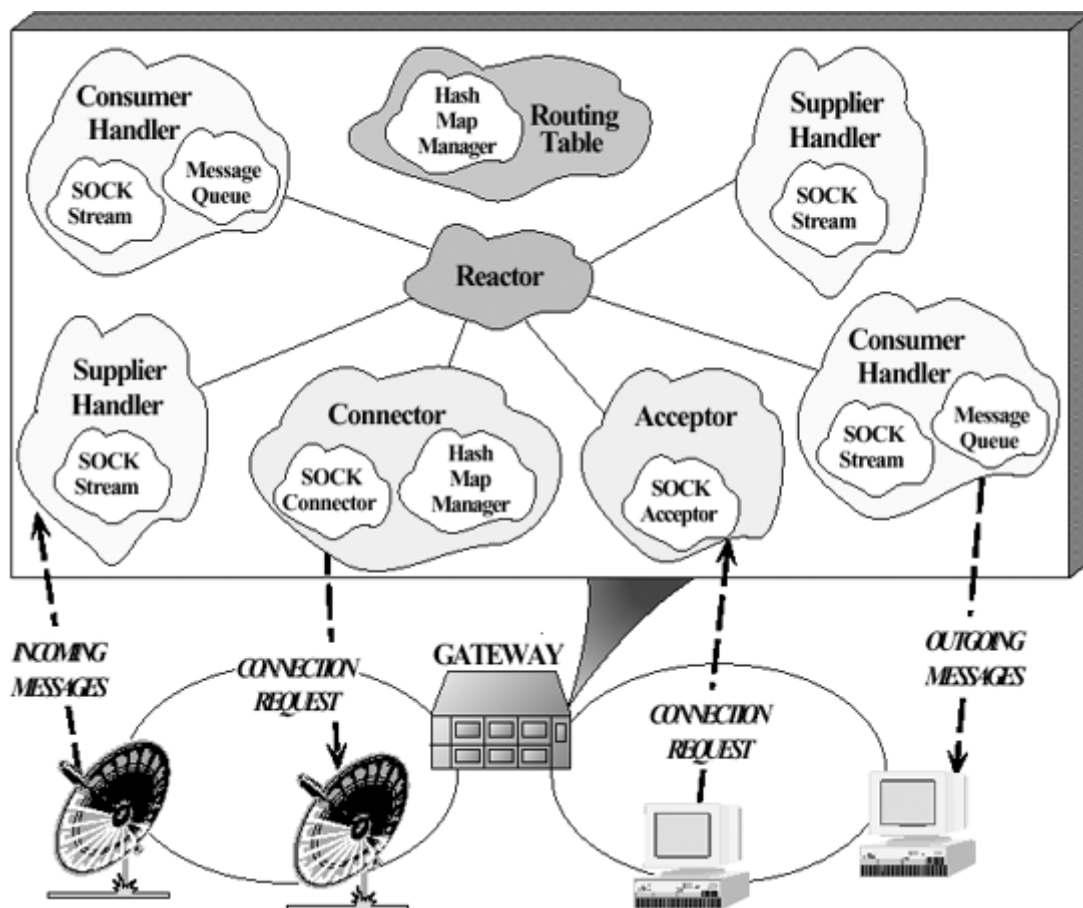 Consumer
Handler
SOCK
Stream
Message
Queue
Hash
Map
Manager
Routing
Table
Supplier
Handler
SOCK
Stream
Reactor
Supplier
Handler
SOCK
Stream
Connector
SOCK
Connector
Hash
Map
Manager
Acceptor
SOCK
Acceptor
Consumer
Handler
SOCK
Stream
Message
Queue
INCOMING
MESSAGES
CONNECTION
REQUEST
GATEWAY
CONNECTION
REQUEST
OUTGOING
MESSAGES